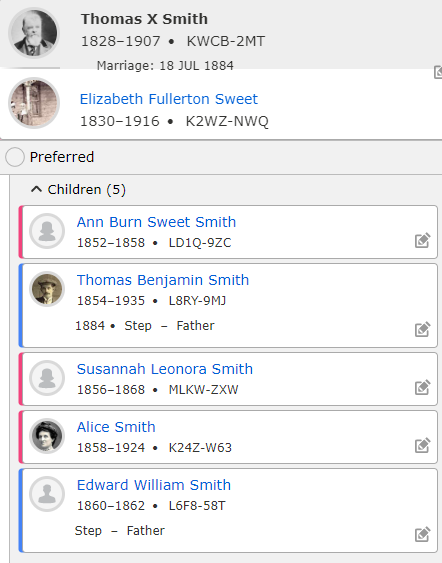 Thomas X Smith
1828–1907 • KWCB-2MT
Marriage: 18 JUL 1884
Elizabeth Fullerton Sweet
1830–1916 • K2WZ-NWQ
Preferred
Children (5)
Ann Burn Sweet Smith
1852–1858 • LD1Q-9ZC
Thomas Benjamin Smith
1854–1935 • L8RY-9MJ
1884 • Step – Father
Susannah Leonora Smith
1856–1868 • MLKW-ZXW
Alice Smith
1858–1924 • K24Z-W63
Edward William Smith
1860–1862 • L6F8-58T
Step – Father